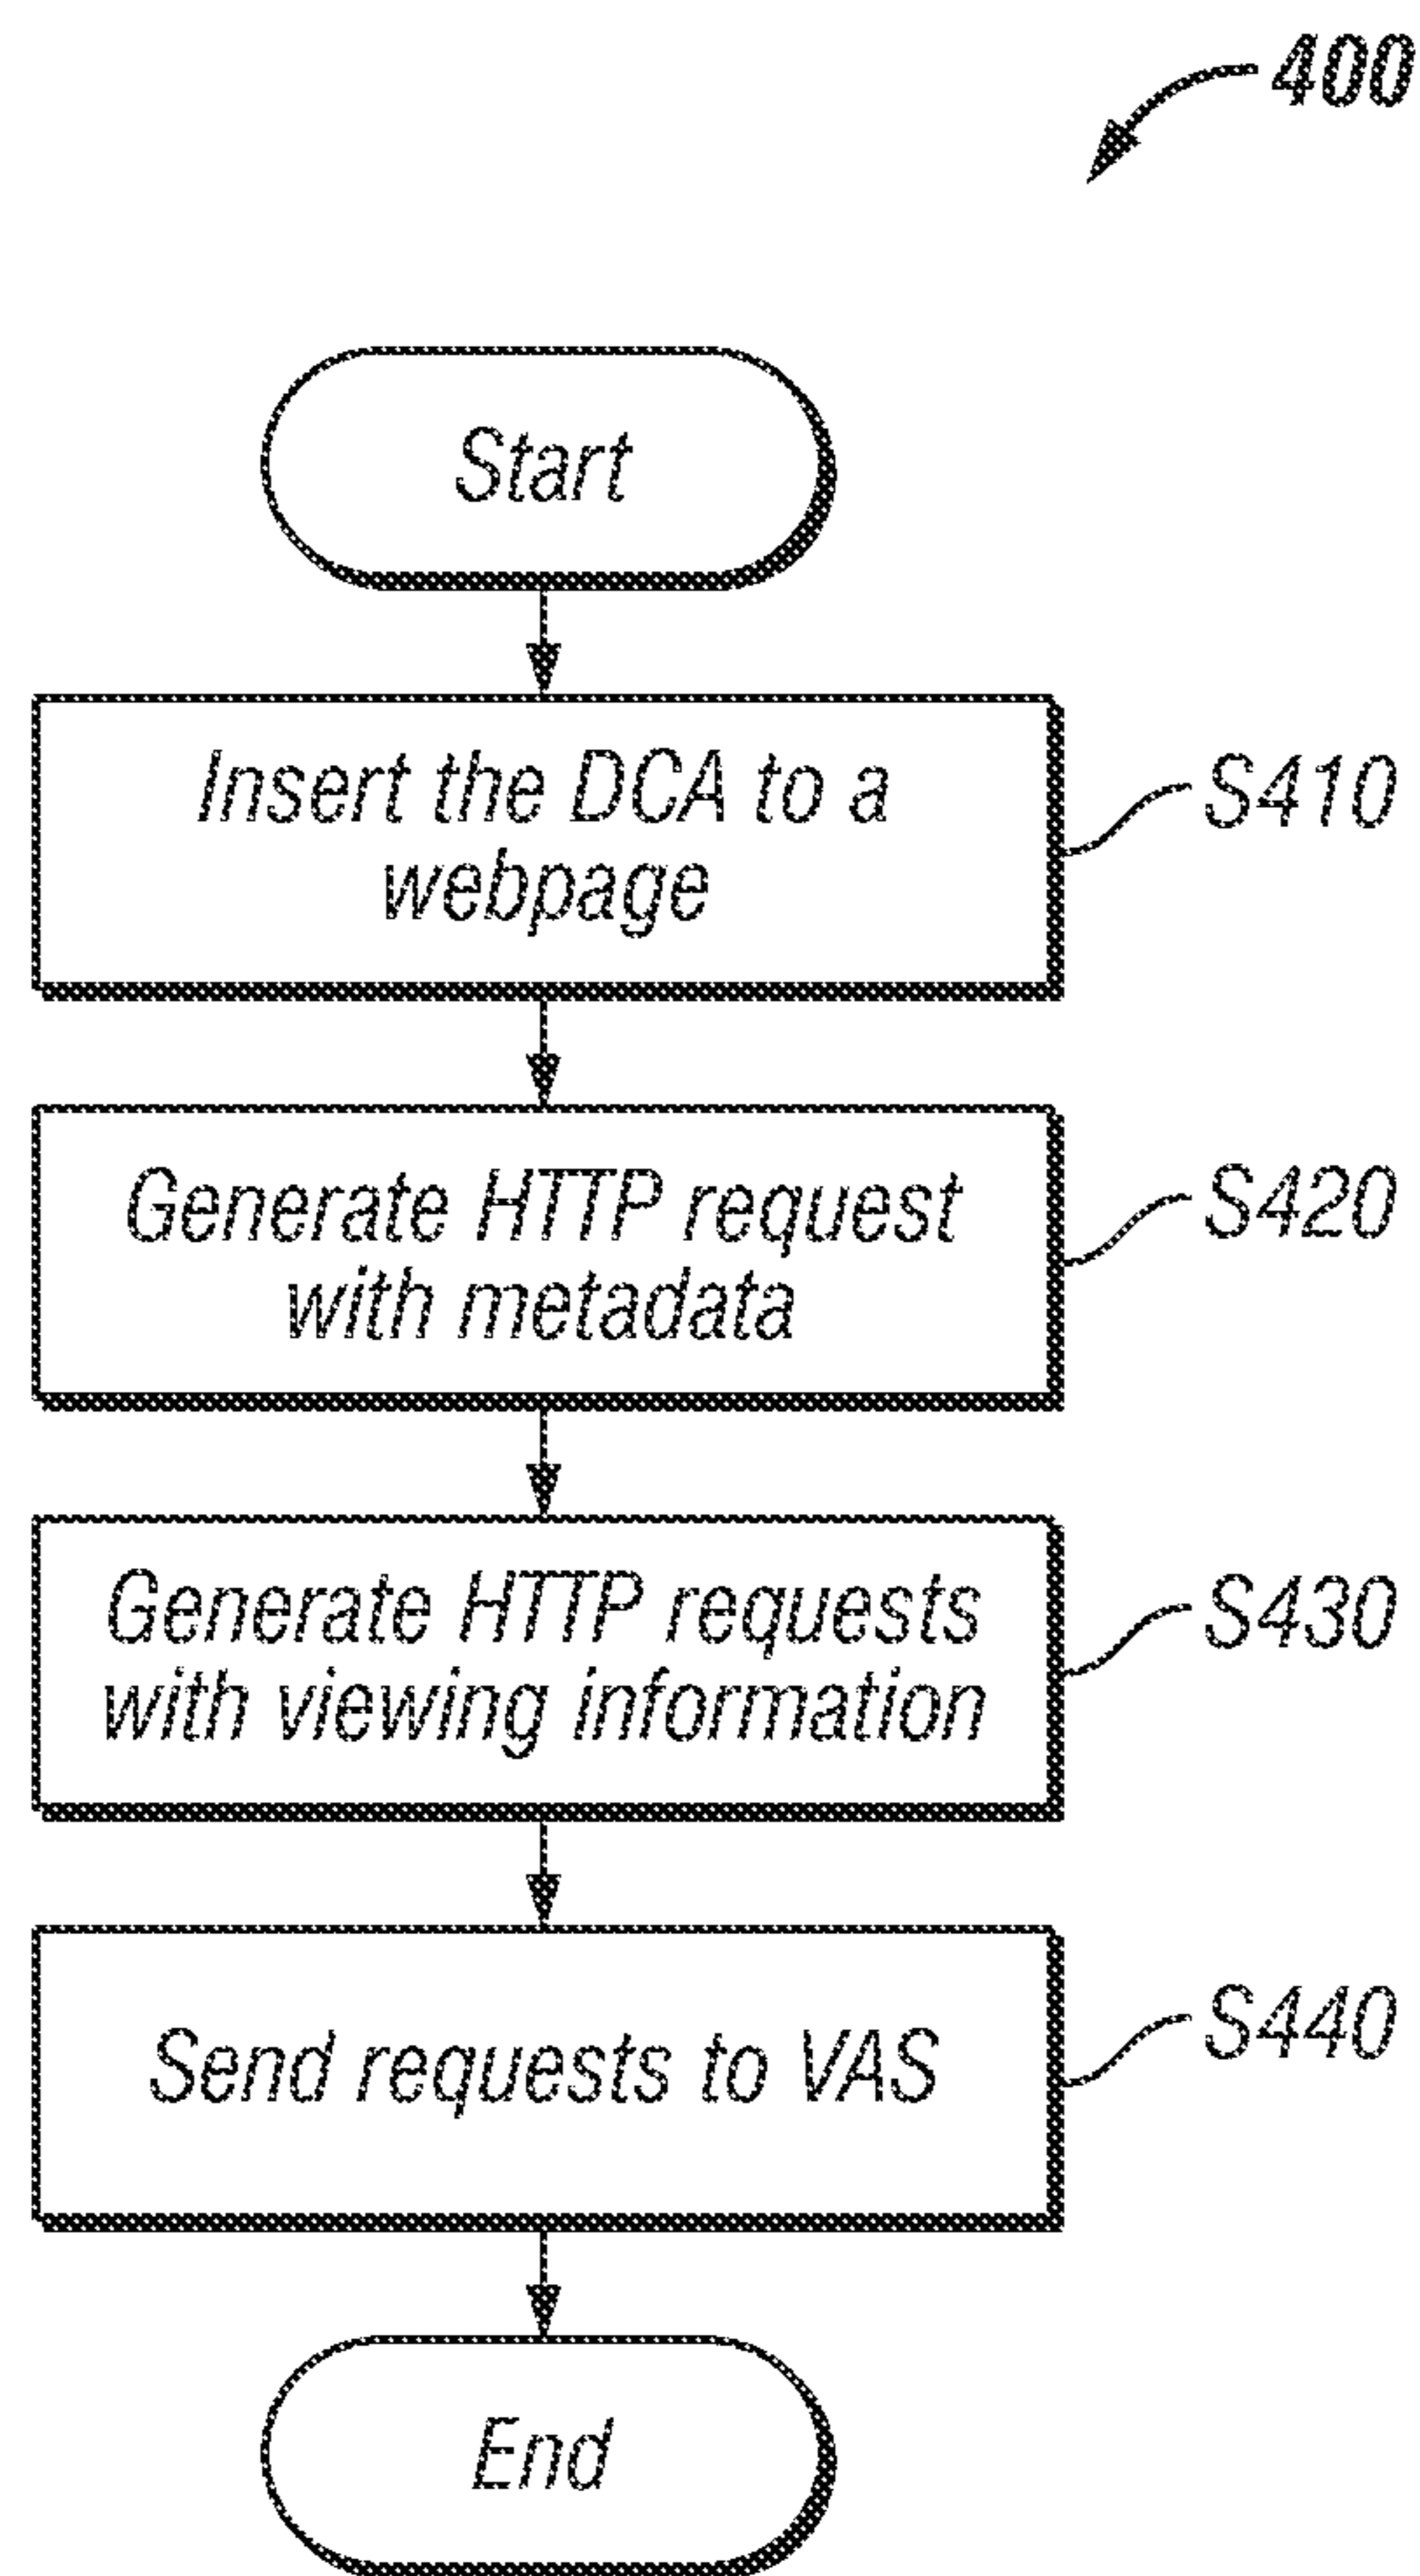 400
Start
Insert the DCA to a
webpage
S410
Generate HTTP request
with metadata
S420
Generate HTTP requests
with viewing information
S430
Send requests to VAS
S440
End